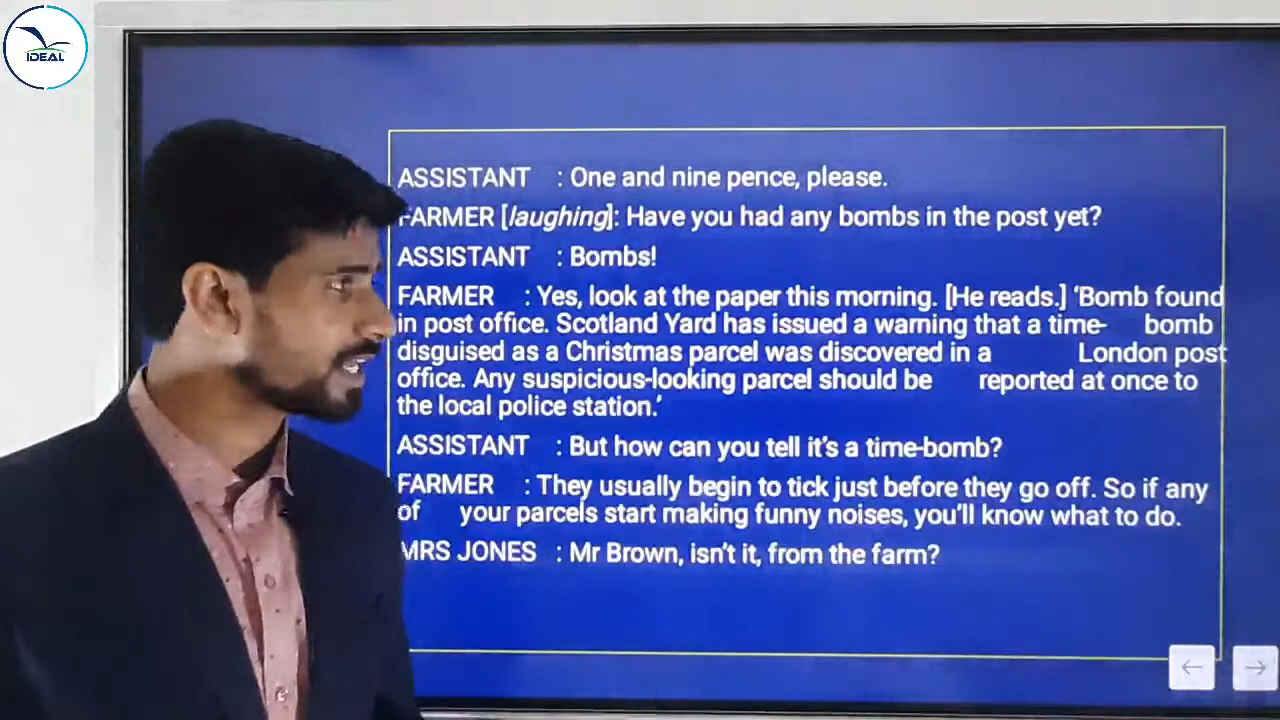 IDEAL
ASSISTANT : One and nine pence, please.
FARMER [laughing]: Have you had any bombs in the post yet?
ASSISTANT : Bombs!
FARMER : Yes, look at the paper this morning. [He reads.] ‘Bomb found
in post office. Scotland Yard has issued a warning that a time- bomb
disguised as a Christmas parcel was discovered in a London post
office. Any suspicious-looking parcel should be reported at once to
the local police station.’
ASSISTANT : But how can you tell it’s a time-bomb?
FARMER : They usually begin to tick just before they go off. So if any
of your parcels start making funny noises, you’ll know what to do.
MRS JONES : Mr Brown, isn’t it, from the farm?